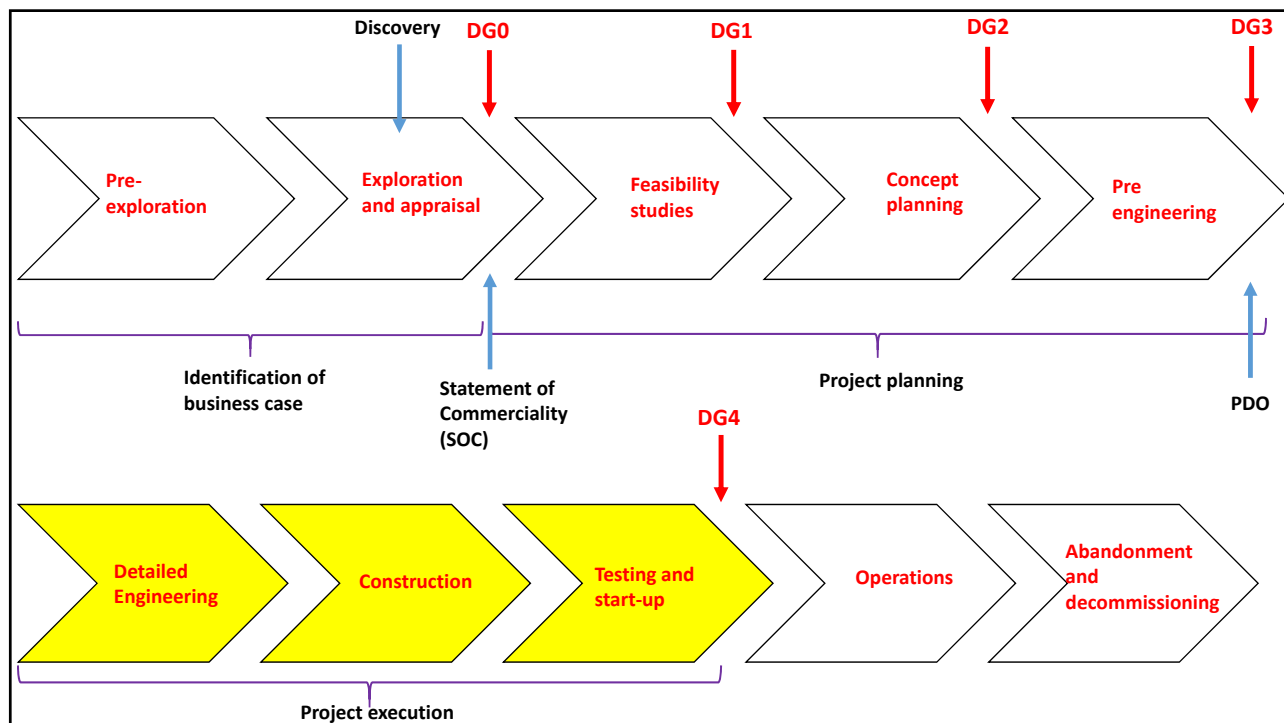 Discovery
DG0
DG1
DG2
DG3
Pre-
exploration
Exploration
and appraisal
Feasibility
studies
Concept
planning
Pre
engineering
Identification of
business case
Statement of
Commerciality
(SOC)
Project planning
PDO
DG4
Detailed
Engineering
Construction
Testing and
start-up
Operations
Abandonment
and
decommissioning
Project execution